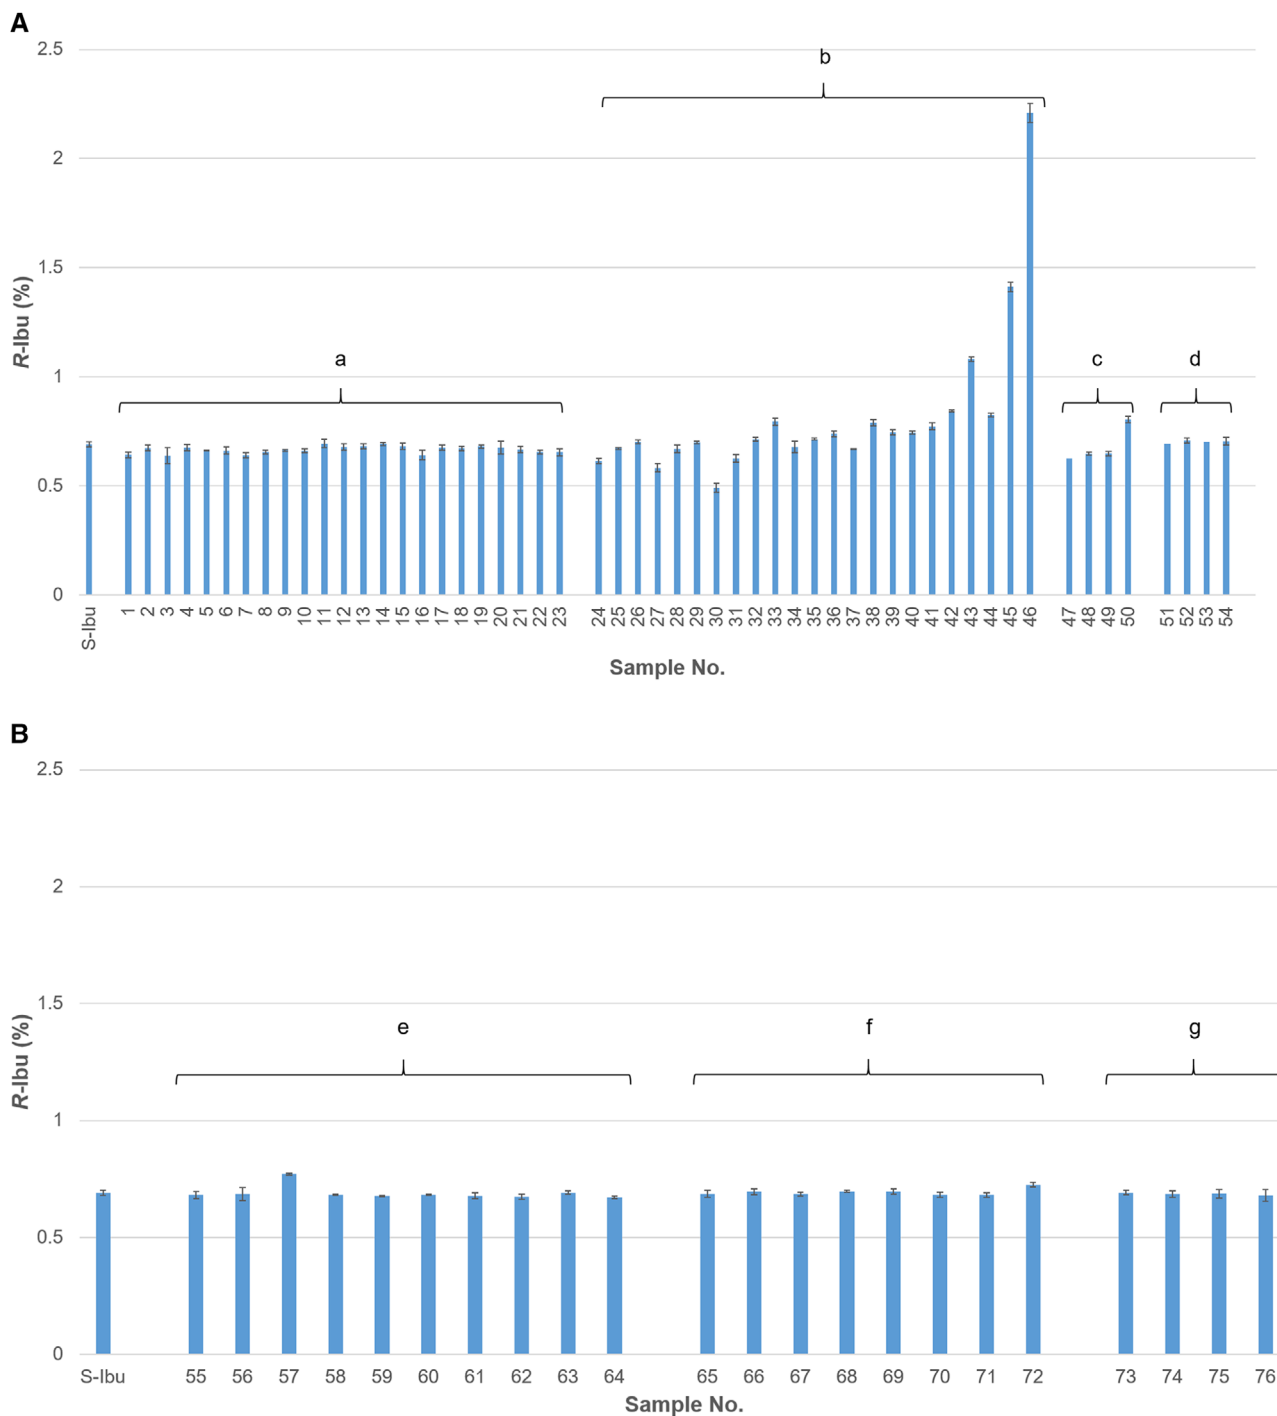 A
2.5
b
2
1.5
R-Ibu (%)
a
c
d
1
0.5
0
S-Ibu 1 2 3 4 5 6 7 8 9 10 11 12 13 14 15 16 17 18 19 20 21 22 23 24 25 26 27 28 29 30 31 32 33 34 35 36 37 38 39 40 41 42 43 44 45 46 47 48 49 50 51 52 53 54
Sample No.
B
2.5
2
1.5
R-Ibu (%)
e
f
g
1
0.5
0
S-Ibu 55 56 57 58 59 60 61 62 63 64 65 66 67 68 69 70 71 72 73 74 75 76
Sample No.